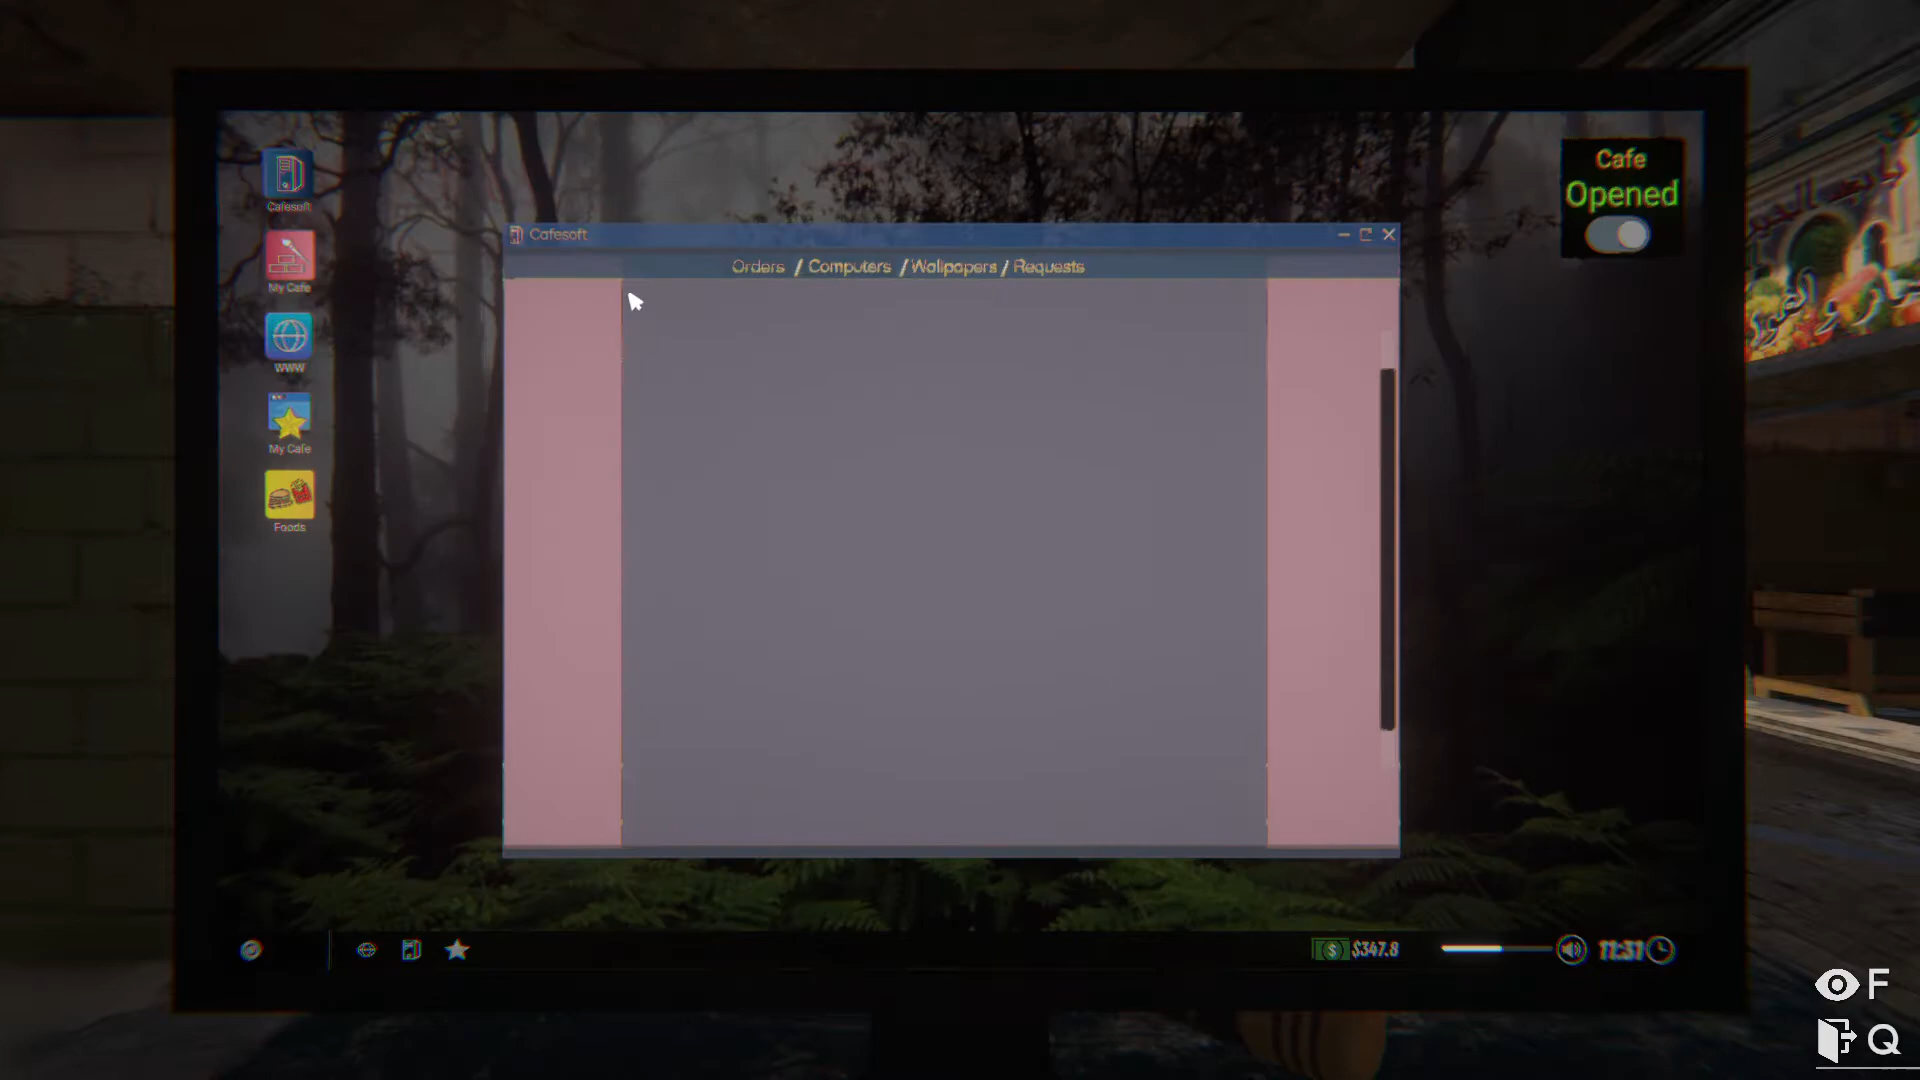 Cafe
Opened
Cafesoft
My Cafe
WWW
My Cafe
Foods
Cafesoft
Orders / Computers / Wallpapers / Requests
$347.8
11:31
F
Q